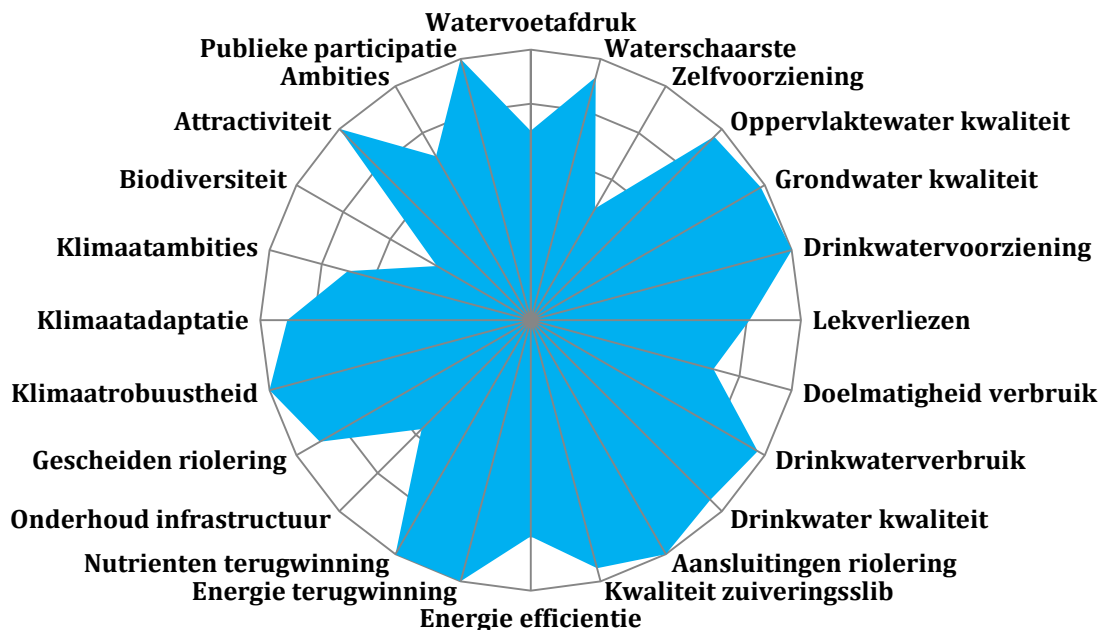 Watervoetafdruk
Waterschaarste
Zelfvoorziening
Oppervlaktewater kwaliteit
Grondwater kwaliteit
Drinkwatervoorziening
Lekverliezen
Doelmatigheid verbruik
Drinkwaterverbruik
Drinkwater kwaliteit
Aansluitingen riolering
Kwaliteit zuiveringsslib
Energie efficientie
Energie terugwinning
Nutrienten terugwinning
Onderhoud infrastructuur
Gescheiden riolering
Klimaatrobuustheid
Klimaatadaptatie
Klimaatambities
Biodiversiteit
Attractiviteit
Ambities
Publieke participatie